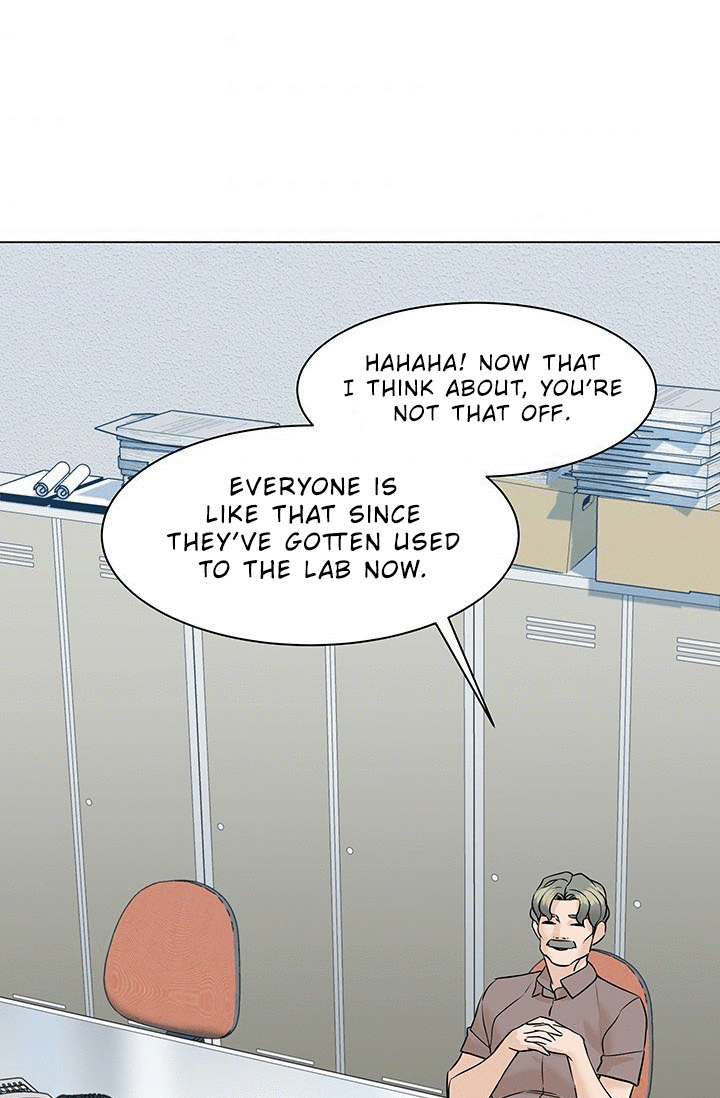 HAHAHA! NOW THAT
I THINK ABOUT, YOU'RE
NOT THAT OFF.
EVERYONE IS
LIKE THAT SINCE
THEY'VE GOTTEN USED
TO THE LAB NOW.